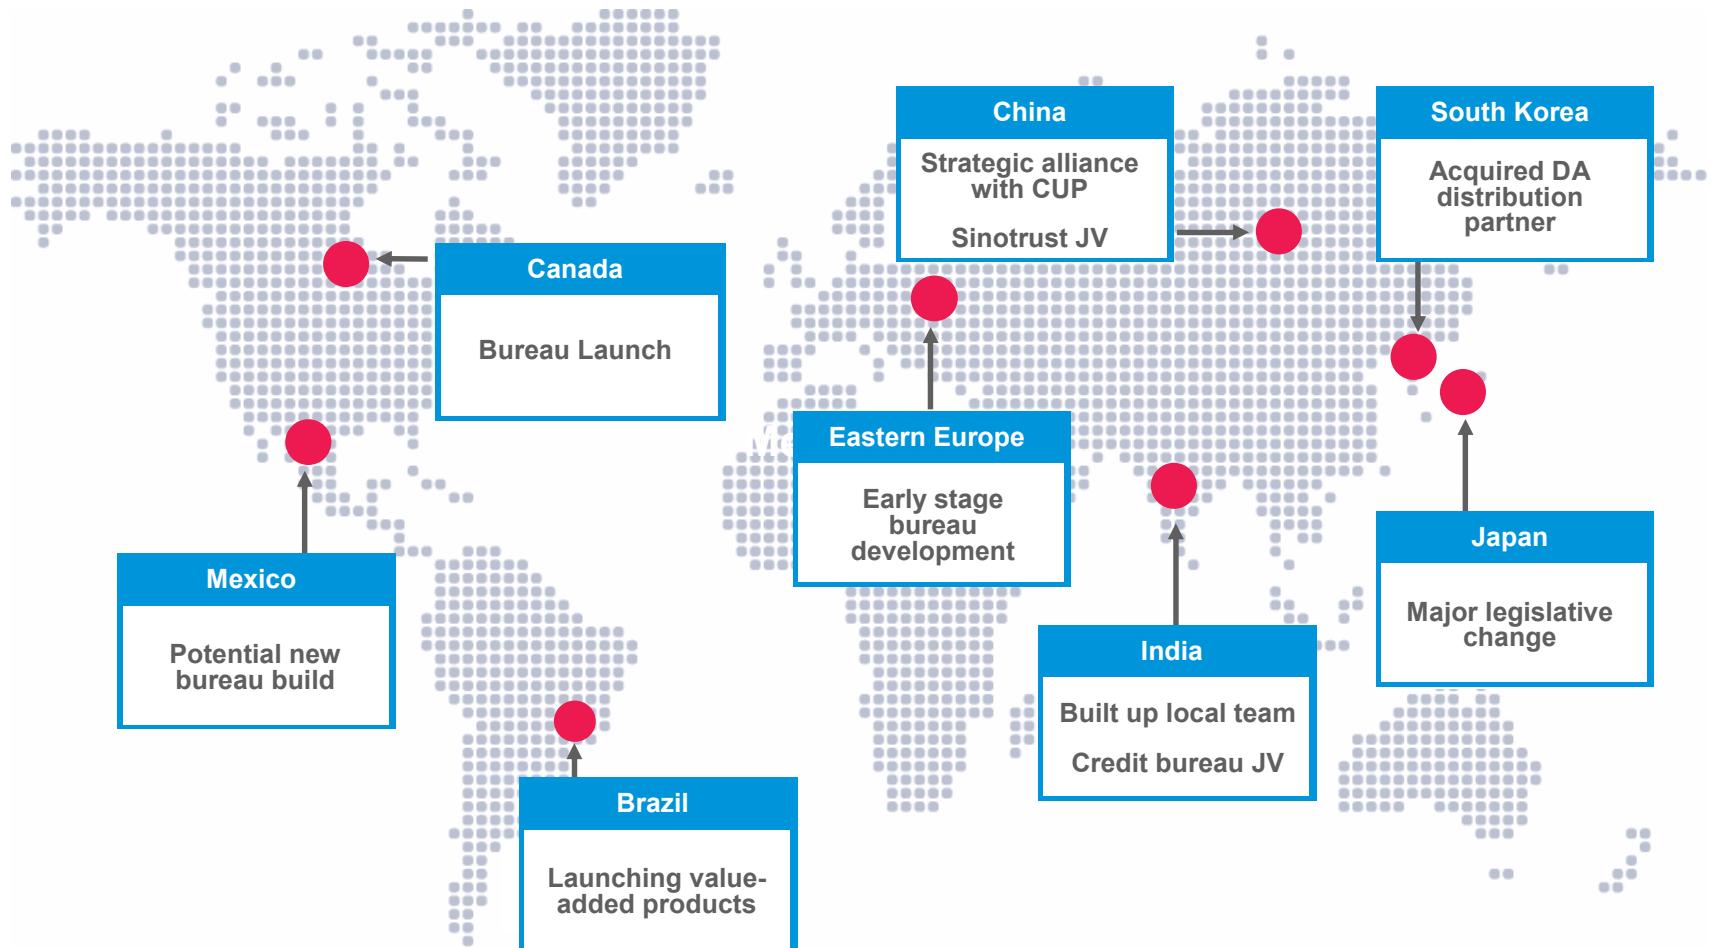 China
Strategic alliance
with CUP
Sinotrust JV
South Korea
Acquired DA
distribution
partner
Canada
Bureau Launch
Me
Eastern Europe
Early stage
bureau
development
Mexico
Potential new
bureau build
Japan
Major legislative
change
India
Built up local team
Credit bureau JV
Brazil
Launching value-
added products